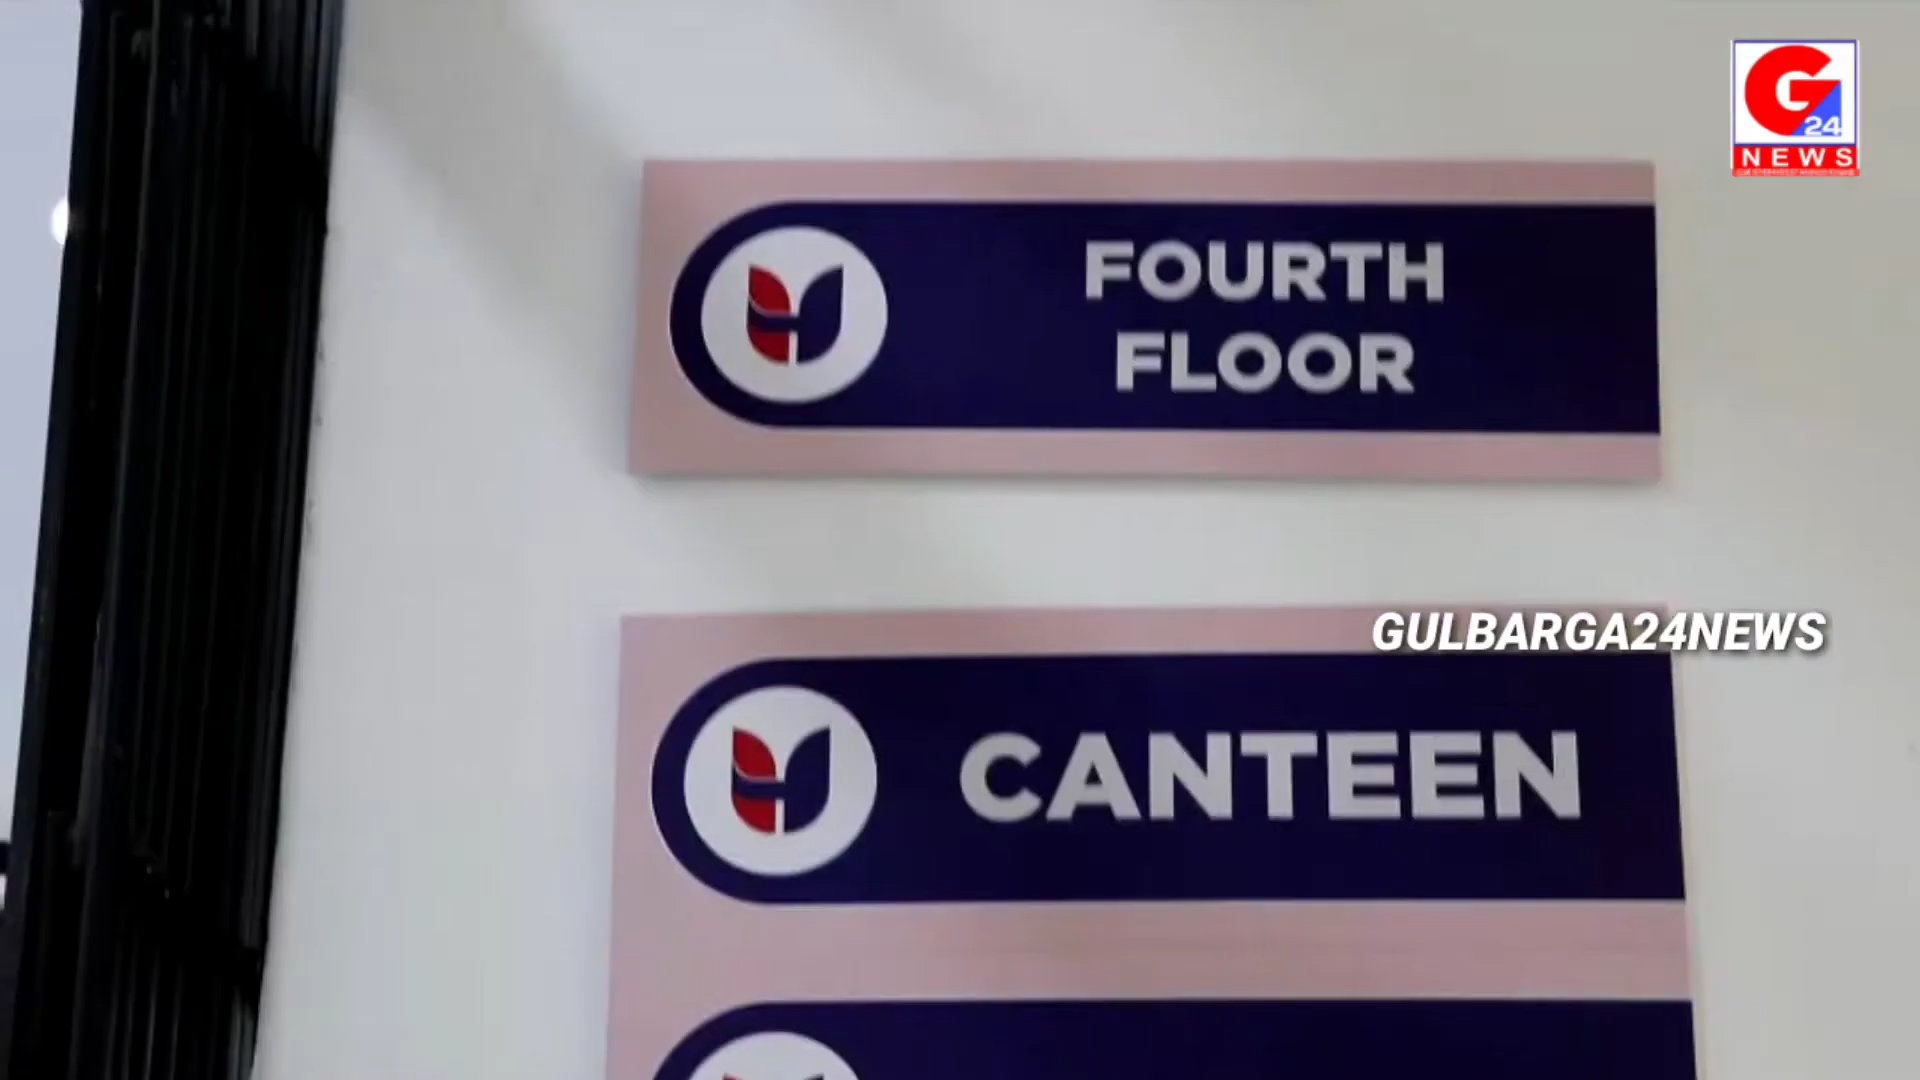 G
24
NEWS
FOURTH
FLOOR
GULBARGA24NEWS
CANTEEN